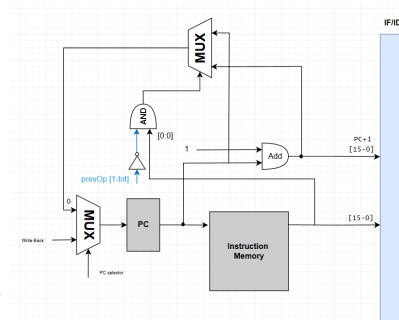 IF/ID
MUX
AND
[0:0]
1
PC+1
[15-0]
Add
prevOp [1-bit]
0
MUX
PC
[15-0]
Write Back
Instruction
Memory
PC selector